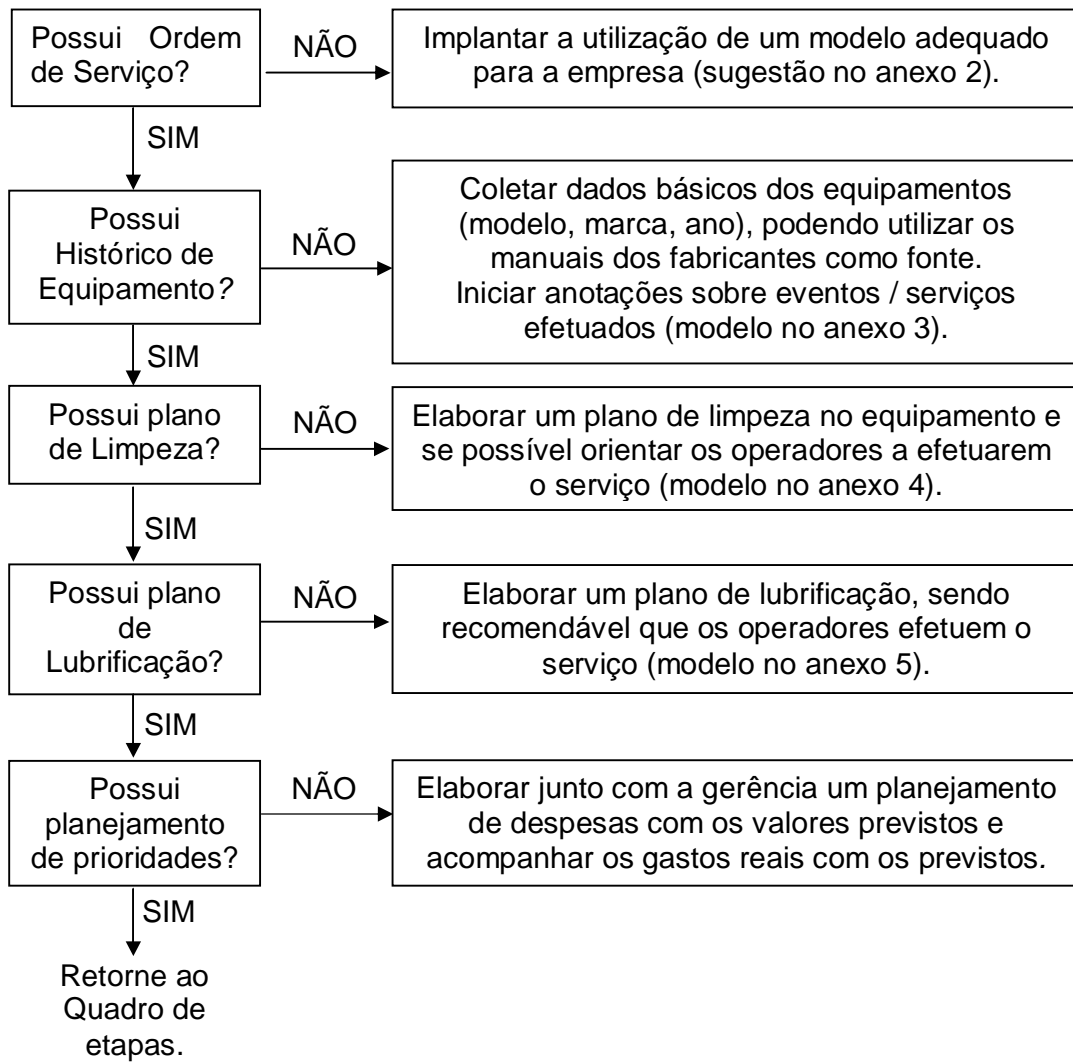 Possui Ordem
de Serviço?
NÃO
Implantar a utilização de um modelo adequado
para a empresa (sugestão no anexo 2).
SIM
Possui
Histórico de
Equipamento?
NÃO
Coletar dados básicos dos equipamentos
(modelo, marca, ano), podendo utilizar os
manuais dos fabricantes como fonte.
Iniciar anotações sobre eventos / serviços
efetuados (modelo no anexo 3).
SIM
Possui plano
de Limpeza?
NÃO
Elaborar um plano de limpeza no equipamento e
se possível orientar os operadores a efetuarem
o serviço (modelo no anexo 4).
SIM
Possui plano
de
Lubrificação?
NÃO
Elaborar um plano de lubrificação, sendo
recomendável que os operadores efetuem o
serviço (modelo no anexo 5).
SIM
Possui
planejamento
de prioridades?
NÃO
Elaborar junto com a gerência um planejamento
de despesas com os valores previstos e
acompanhar os gastos reais com os previstos.
SIM
Retorne ao
Quadro de
etapas.